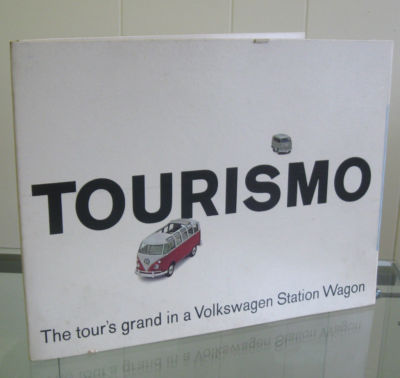 TOURISMO
The tour's grand in a Volkswagen Station Wagon